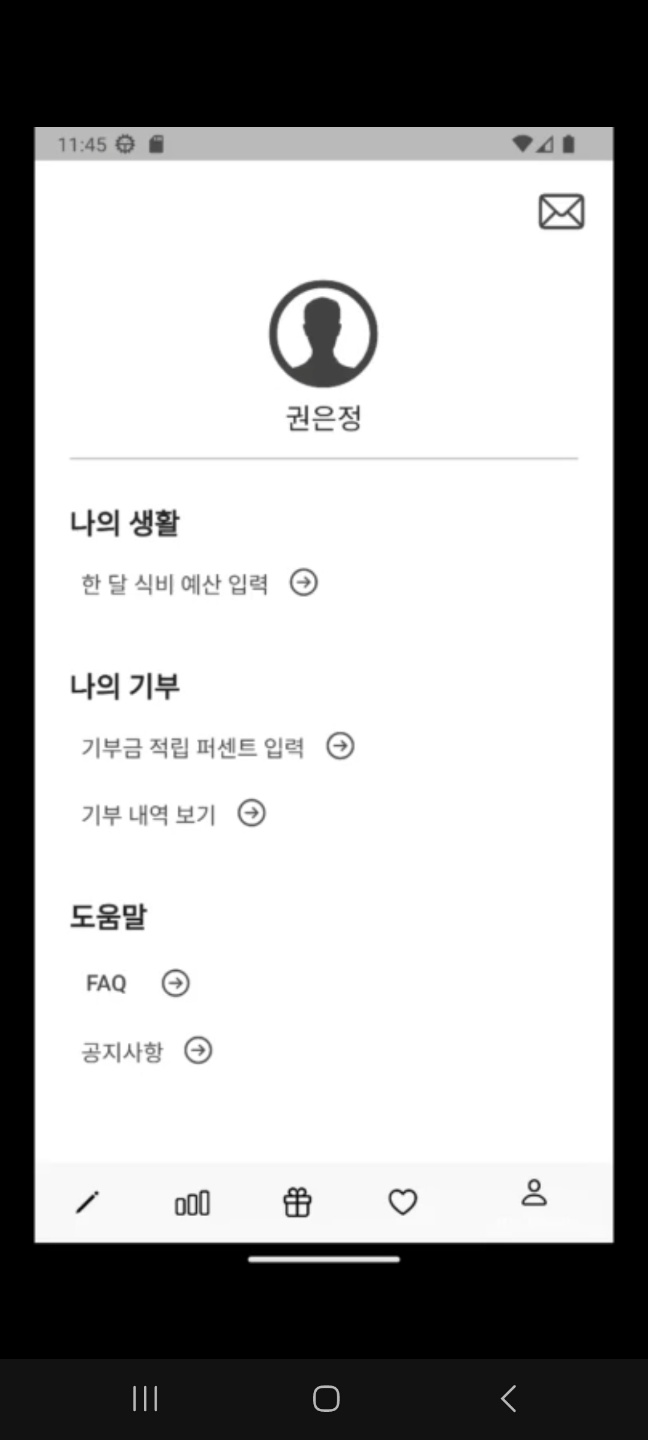 11:45
권은정
나의 생활
한 달 식비 예산 입력
나의 기부
기부금 적립 퍼센트 입력
기부 내역 보기
도움말
FAQ
공지사항